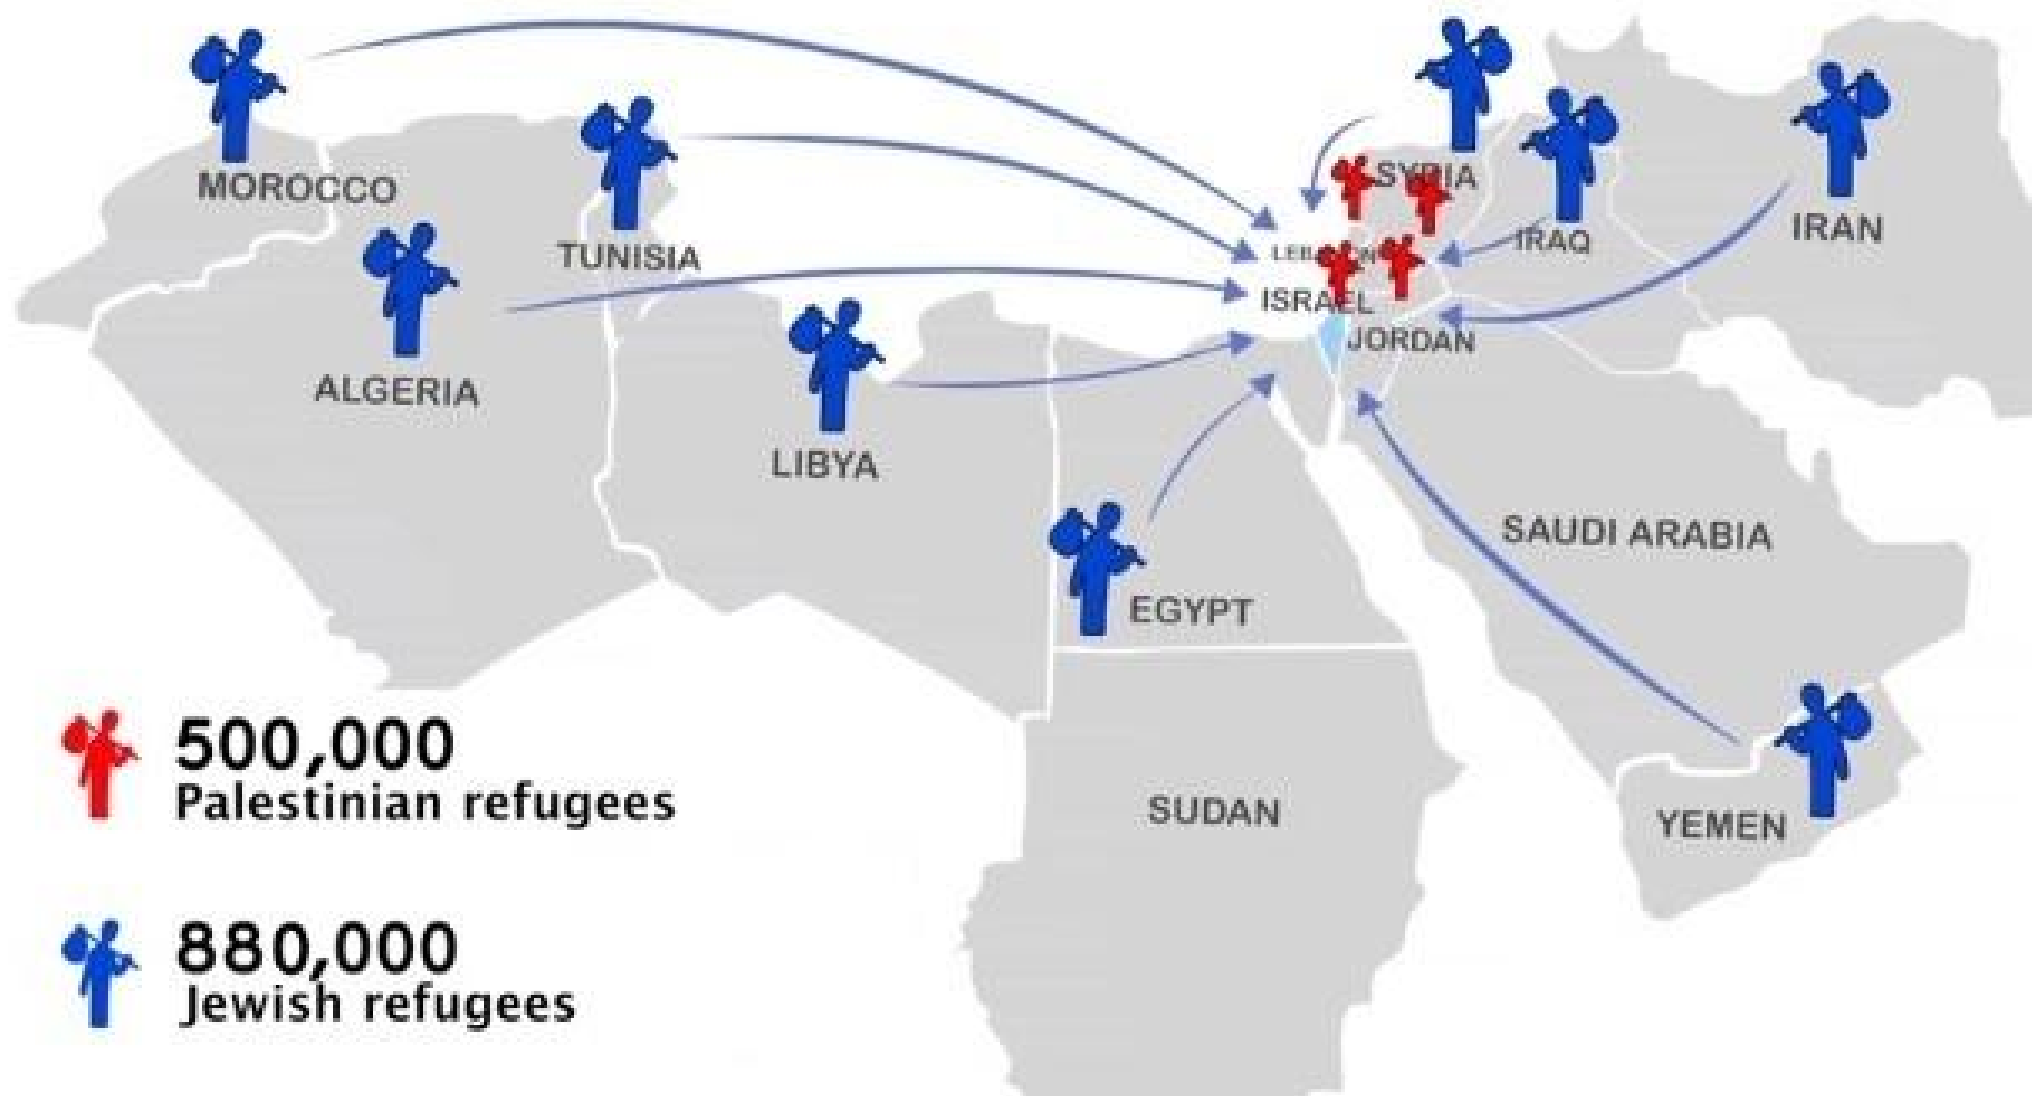 SYRIA
MOROCCO
IRAQ
IRAN
TUNISIA
ISRAEL
JORDAN
ALGERIA
LIBYA
SAUDI ARABIA
EGYPT
500,000
Palestinian refugees
SUDAN
YEMEN
880,000
Jewish refugees